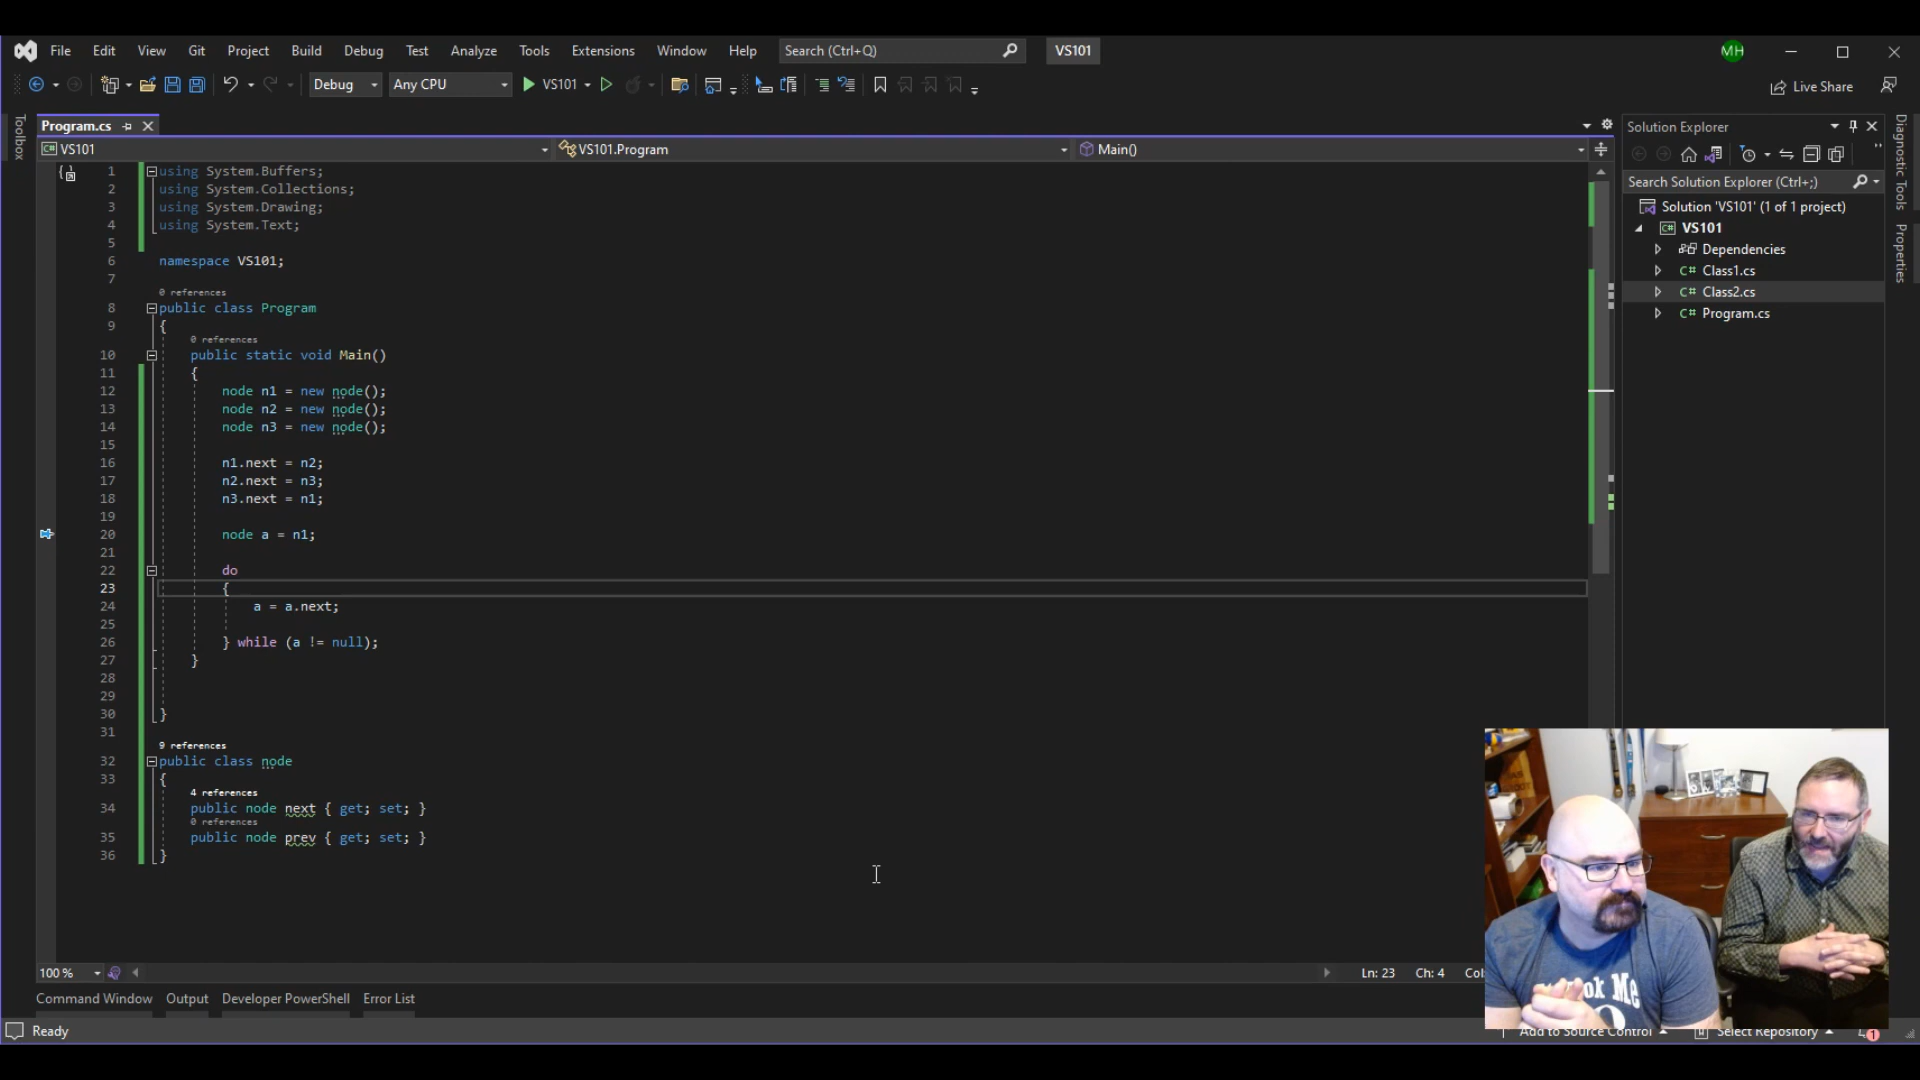 File Edit View Git Project Build Debug Test Analyze Tools Extensions Window Help Search (Ctrl+Q) VS101 MH
Debug Any CPU VS101 Live Share
Toolbox
Program.cs
VS101 VS101.Program Main()
1 using System.Buffers;
2 using System.Collections;
3 using System.Drawing;
4 using System.Text;
5
6 namespace VS101;
7
0 references
8 public class Program
9 {
0 references
10 public static void Main()
11 {
12 node n1 = new node();
13 node n2 = new node();
14 node n3 = new node();
15
16 n1.next = n2;
17 n2.next = n3;
18 n3.next = n1;
19
20 node a = n1;
21
22 do
23 {
24 a = a.next;
25
26 } while (a != null);
27 }
28
29
30 }
31
9 references
32 public class node
33 {
4 references
34 public node next { get; set; }
0 references
35 public node prev { get; set; }
36 }
100 % Ln: 23 Ch: 4
Command Window Output Developer PowerShell Error List
Ready Add to Source Control Select Repository 1
Solution Explorer
Search Solution Explorer (Ctrl+;)
Solution 'VS101' (1 of 1 project)
VS101
Dependencies
C# Class1.cs
C# Class2.cs
C# Program.cs
Diagnostic Tools
Properties
Me